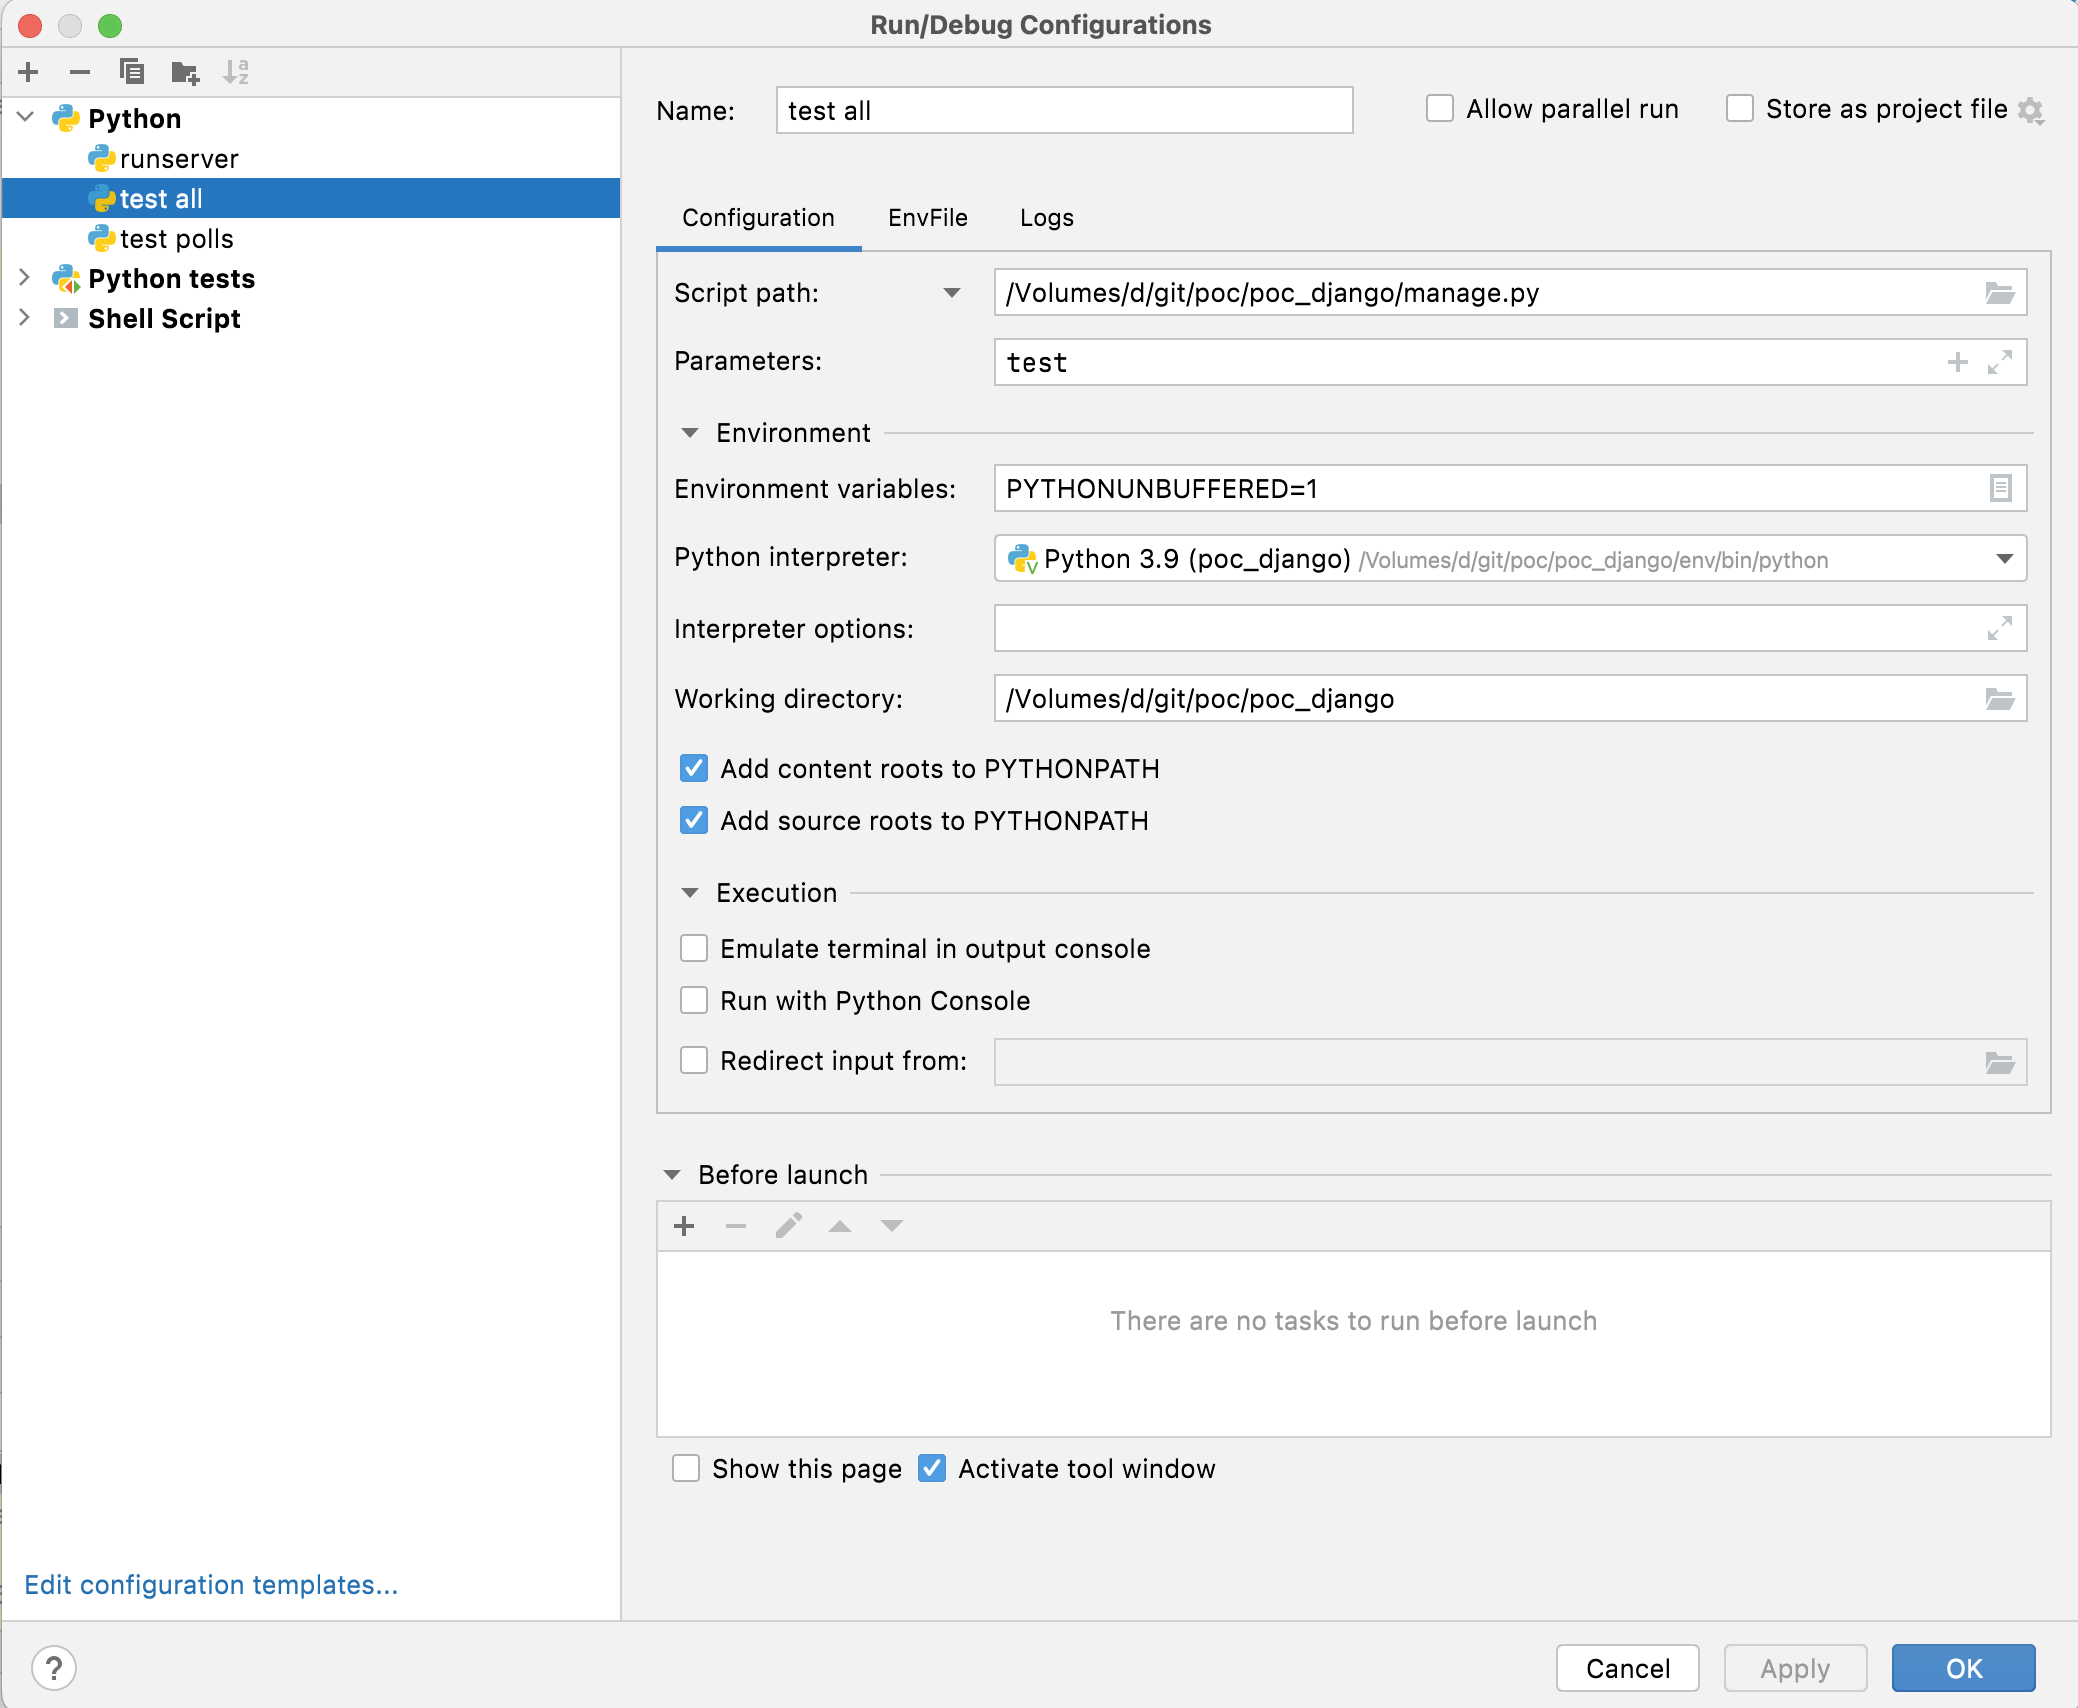 Run/Debug Configurations
Python
runserver
test all
test polls
Python tests
Shell Script
Edit configuration templates...
Name: test all Allow parallel run Store as project file
Configuration EnvFile Logs
Script path: /Volumes/d/git/poc/poc_django/manage.py
Parameters: test
Environment
Environment variables: PYTHONUNBUFFERED=1
Python interpreter: Python 3.9 (poc_django) /Volumes/d/git/poc/poc_django/env/bin/python
Interpreter options:
Working directory: /Volumes/d/git/poc/poc_django
Add content roots to PYTHONPATH
Add source roots to PYTHONPATH
Execution
Emulate terminal in output console
Run with Python Console
Redirect input from:
Before launch
There are no tasks to run before launch
Show this page Activate tool window
? Cancel Apply OK